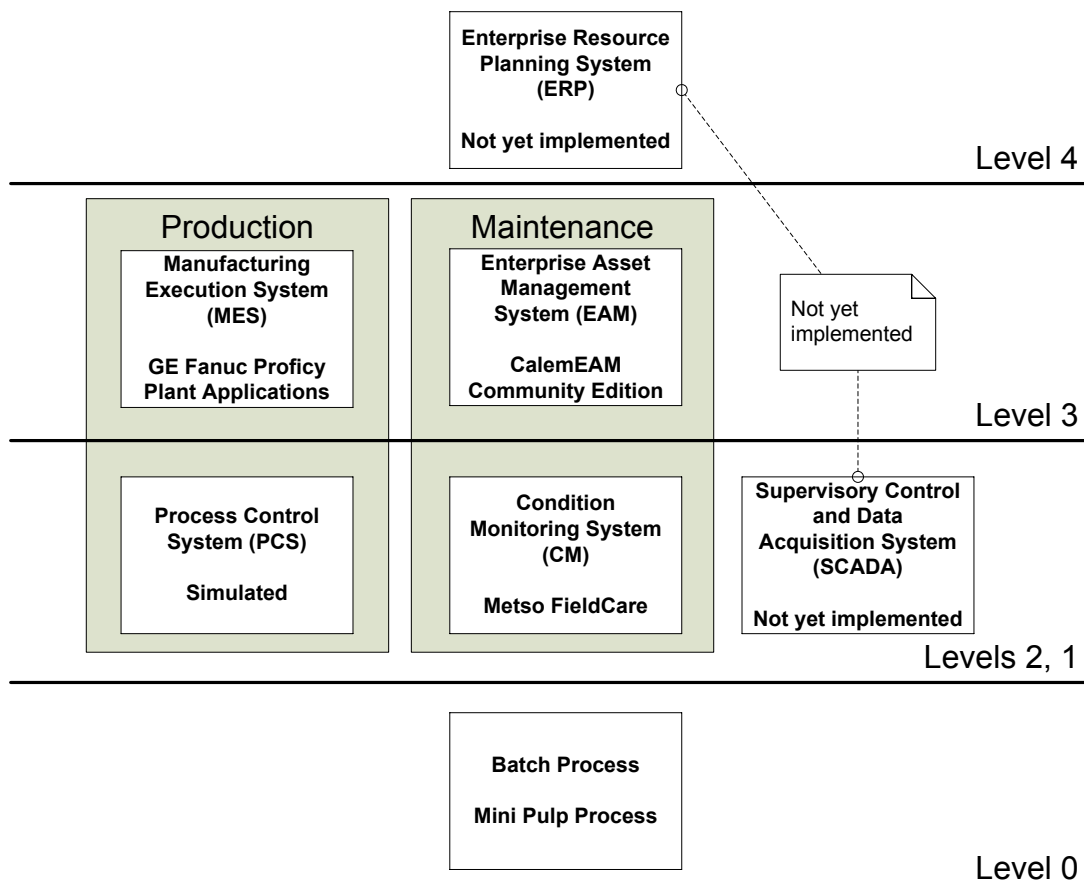 Enterprise Resource
Planning System
(ERP)
Not yet implemented
Level 4
Production
Manufacturing
Execution System
(MES)
GE Fanuc Proficy
Plant Applications
Maintenance
Enterprise Asset
Management
System (EAM)
CalemEAM
Community Edition
Not yet
implemented
Level 3
Process Control
System (PCS)
Simulated
Condition
Monitoring System
(CM)
Metso FieldCare
Supervisory Control
and Data
Acquisition System
(SCADA)
Not yet implemented
Levels 2, 1
Batch Process
Mini Pulp Process
Level 0